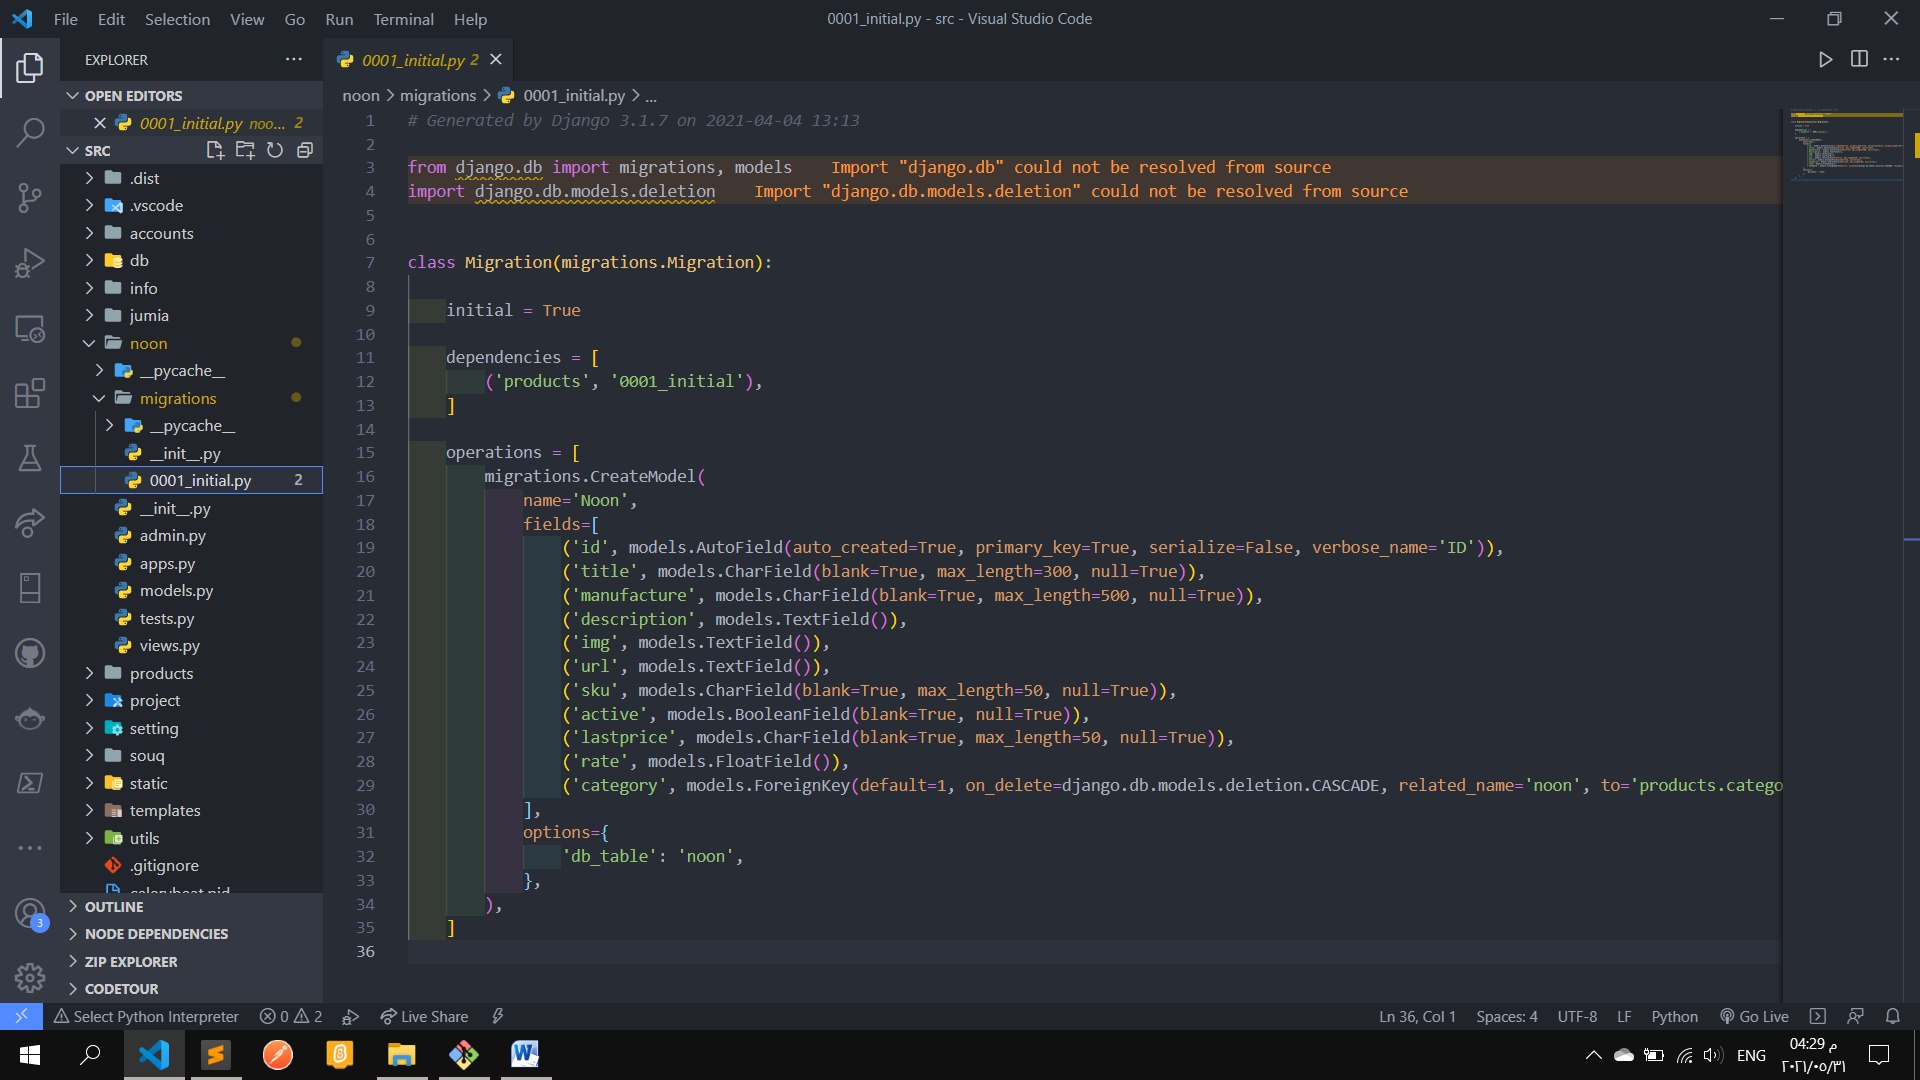 File Edit Selection View Go Run Terminal Help
0001_initial.py - src - Visual Studio Code
EXPLORER
OPEN EDITORS
0001_initial.py noo... 2
SRC
.dist
.vscode
accounts
db
info
jumia
noon
__pycache__
migrations
__pycache__
__init__.py
0001_initial.py 2
__init__.py
admin.py
apps.py
models.py
tests.py
views.py
products
project
setting
souq
static
templates
utils
.gitignore
celerybeat.pid
OUTLINE
NODE DEPENDENCIES
ZIP EXPLORER
CODETOUR
0001_initial.py 2
noon > migrations > 0001_initial.py > ...
1 # Generated by Django 3.1.7 on 2021-04-04 13:13
2
3 from django.db import migrations, models Import "django.db" could not be resolved from source
4 import django.db.models.deletion Import "django.db.models.deletion" could not be resolved from source
5
6
7 class Migration(migrations.Migration):
8
9 initial = True
10
11 dependencies = [
12 ('products', '0001_initial'),
13 ]
14
15 operations = [
16 migrations.CreateModel(
17 name='Noon',
18 fields=[
19 ('id', models.AutoField(auto_created=True, primary_key=True, serialize=False, verbose_name='ID')),
20 ('title', models.CharField(blank=True, max_length=300, null=True)),
21 ('manufacture', models.CharField(blank=True, max_length=500, null=True)),
22 ('description', models.TextField()),
23 ('img', models.TextField()),
24 ('url', models.TextField()),
25 ('sku', models.CharField(blank=True, max_length=50, null=True)),
26 ('active', models.BooleanField(blank=True, null=True)),
27 ('lastprice', models.CharField(blank=True, max_length=50, null=True)),
28 ('rate', models.FloatField()),
29 ('category', models.ForeignKey(default=1, on_delete=django.db.models.deletion.CASCADE, related_name='noon', to='products.catego
30 ],
31 options={
32 'db_table': 'noon',
33 },
34 ),
35 ]
36
3
Select Python Interpreter 0 2 Live Share
Ln 36, Col 1 Spaces: 4 UTF-8 LF Python Go Live
ENG
04:29 م
٢٠٢١/٠٥/٣١